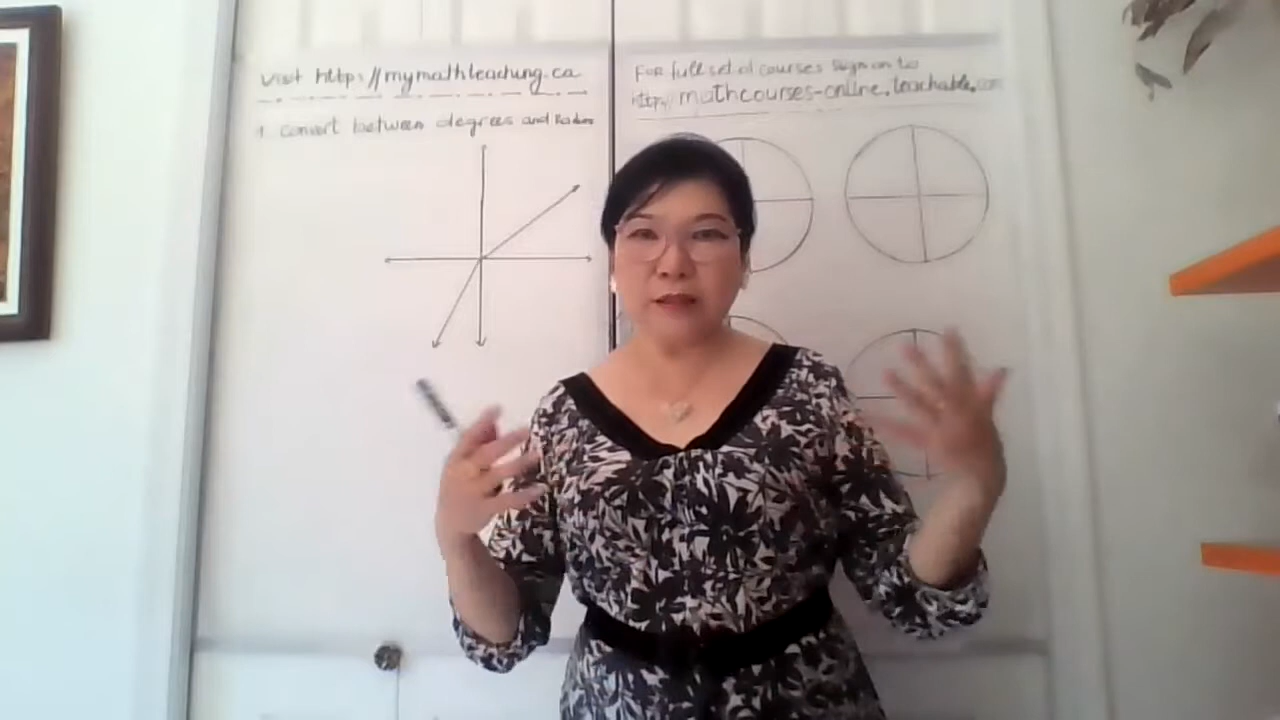 Visit http://mymathteaching.ca
1 Convert between degrees and Radians
For full set of courses sign on to
http://mathcourses-online.teachable.com